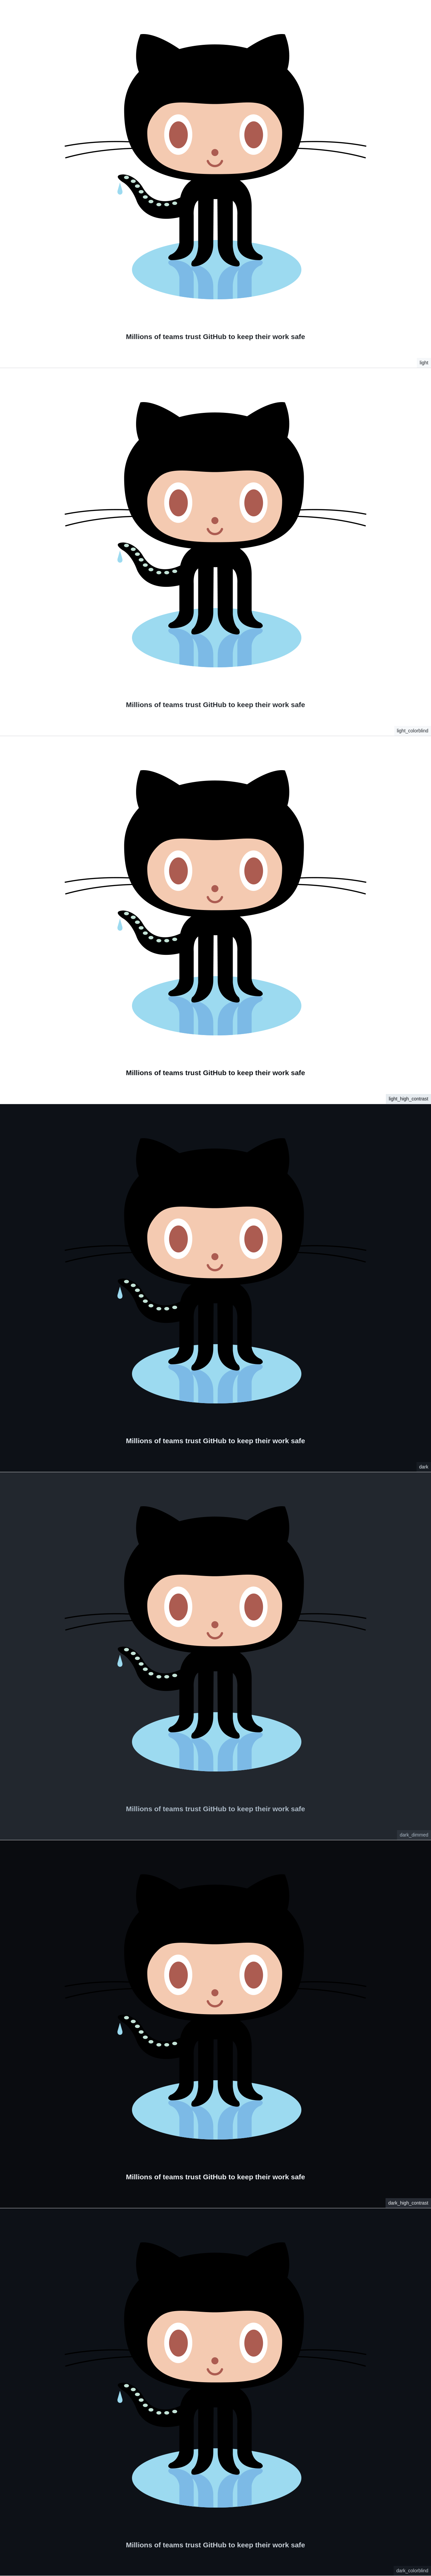 Millions of teams trust GitHub to keep their work safe
light
Millions of teams trust GitHub to keep their work safe
light_colorblind
Millions of teams trust GitHub to keep their work safe
light_high_contrast
Millions of teams trust GitHub to keep their work safe
dark
Millions of teams trust GitHub to keep their work safe
dark_dimmed
Millions of teams trust GitHub to keep their work safe
dark_high_contrast
Millions of teams trust GitHub to keep their work safe
dark_colorblind